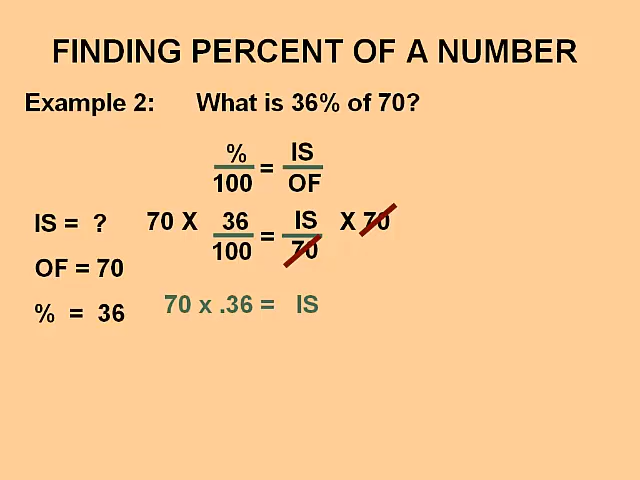 FINDING PERCENT OF A NUMBER
Example 2: What is 36% of 70?
% = IS
100 OF
IS = ? 70 X 36 = IS X 70
100 70
OF = 70
% = 36 70 x .36 = IS